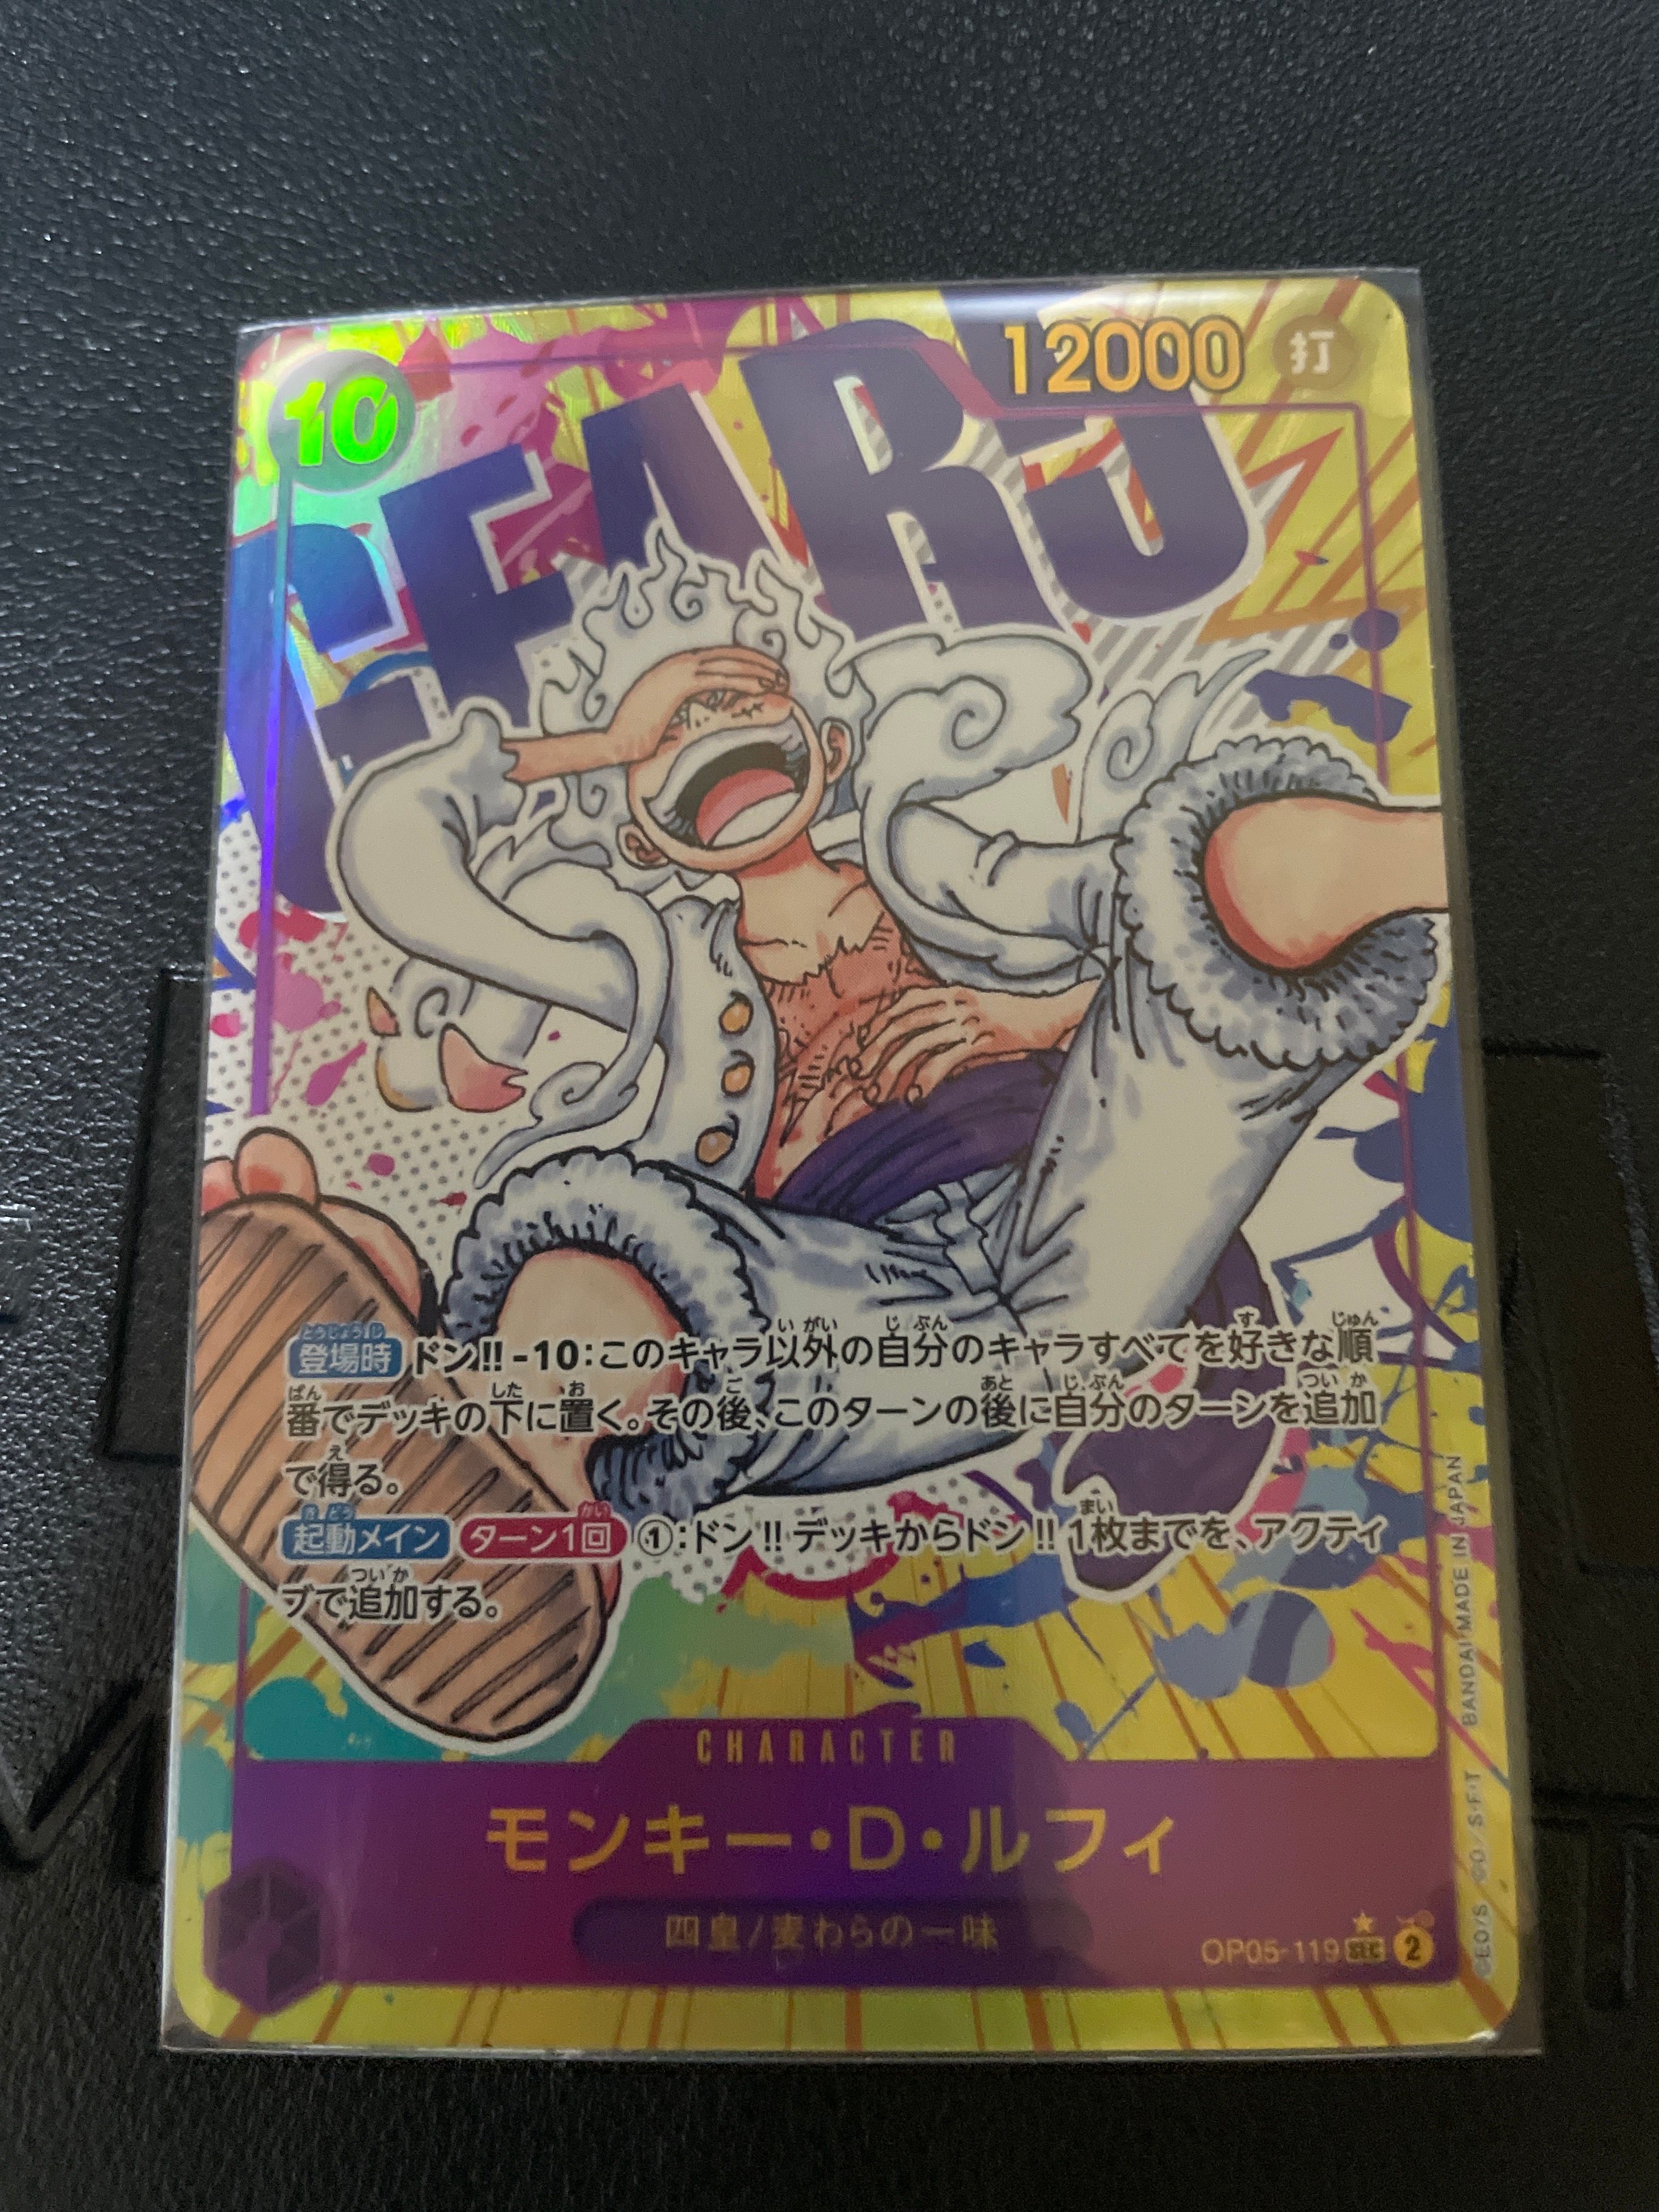 10
12000 打
GEAR5
登場時 ドン!!-10:このキャラ以外の自分のキャラすべてを好きな順
番でデッキの下に置く。その後、このターンの後に自分のターンを追加
で得る。
起動メイン ターン1回 ①:ドン!!デッキからドン!!1枚までを、アクティ
ブで追加する。
CHARACTER
モンキー・D・ルフィ
四皇/麦わらの一味
OP05-119 SEC 2
©E.O/S ©D/S・F・T BANDAI MADE IN JAPAN